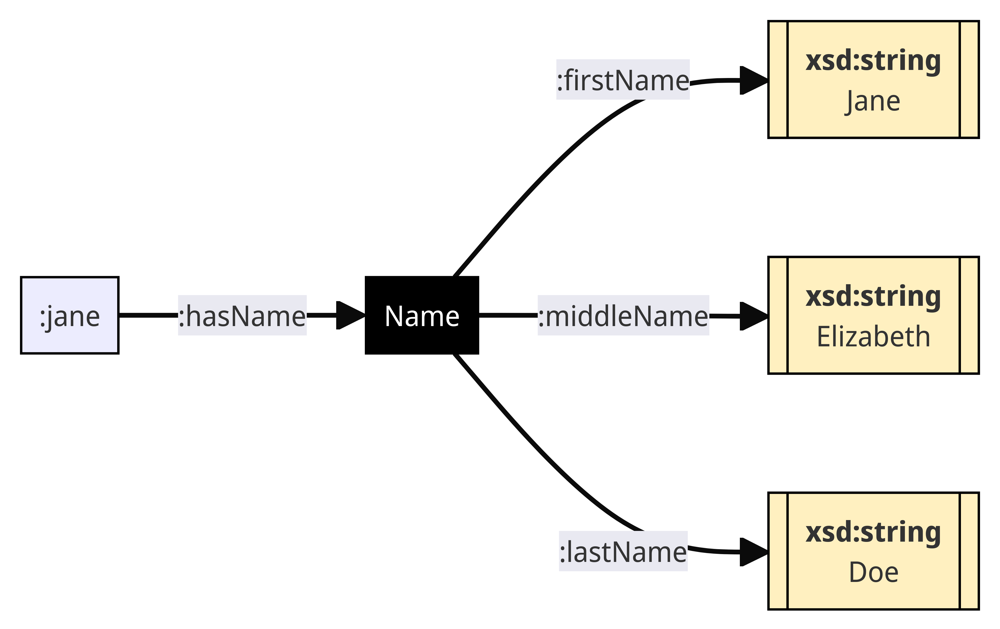 :jane
:hasName
Name
:firstName
xsd:string
Jane
:middleName
xsd:string
Elizabeth
:lastName
xsd:string
Doe